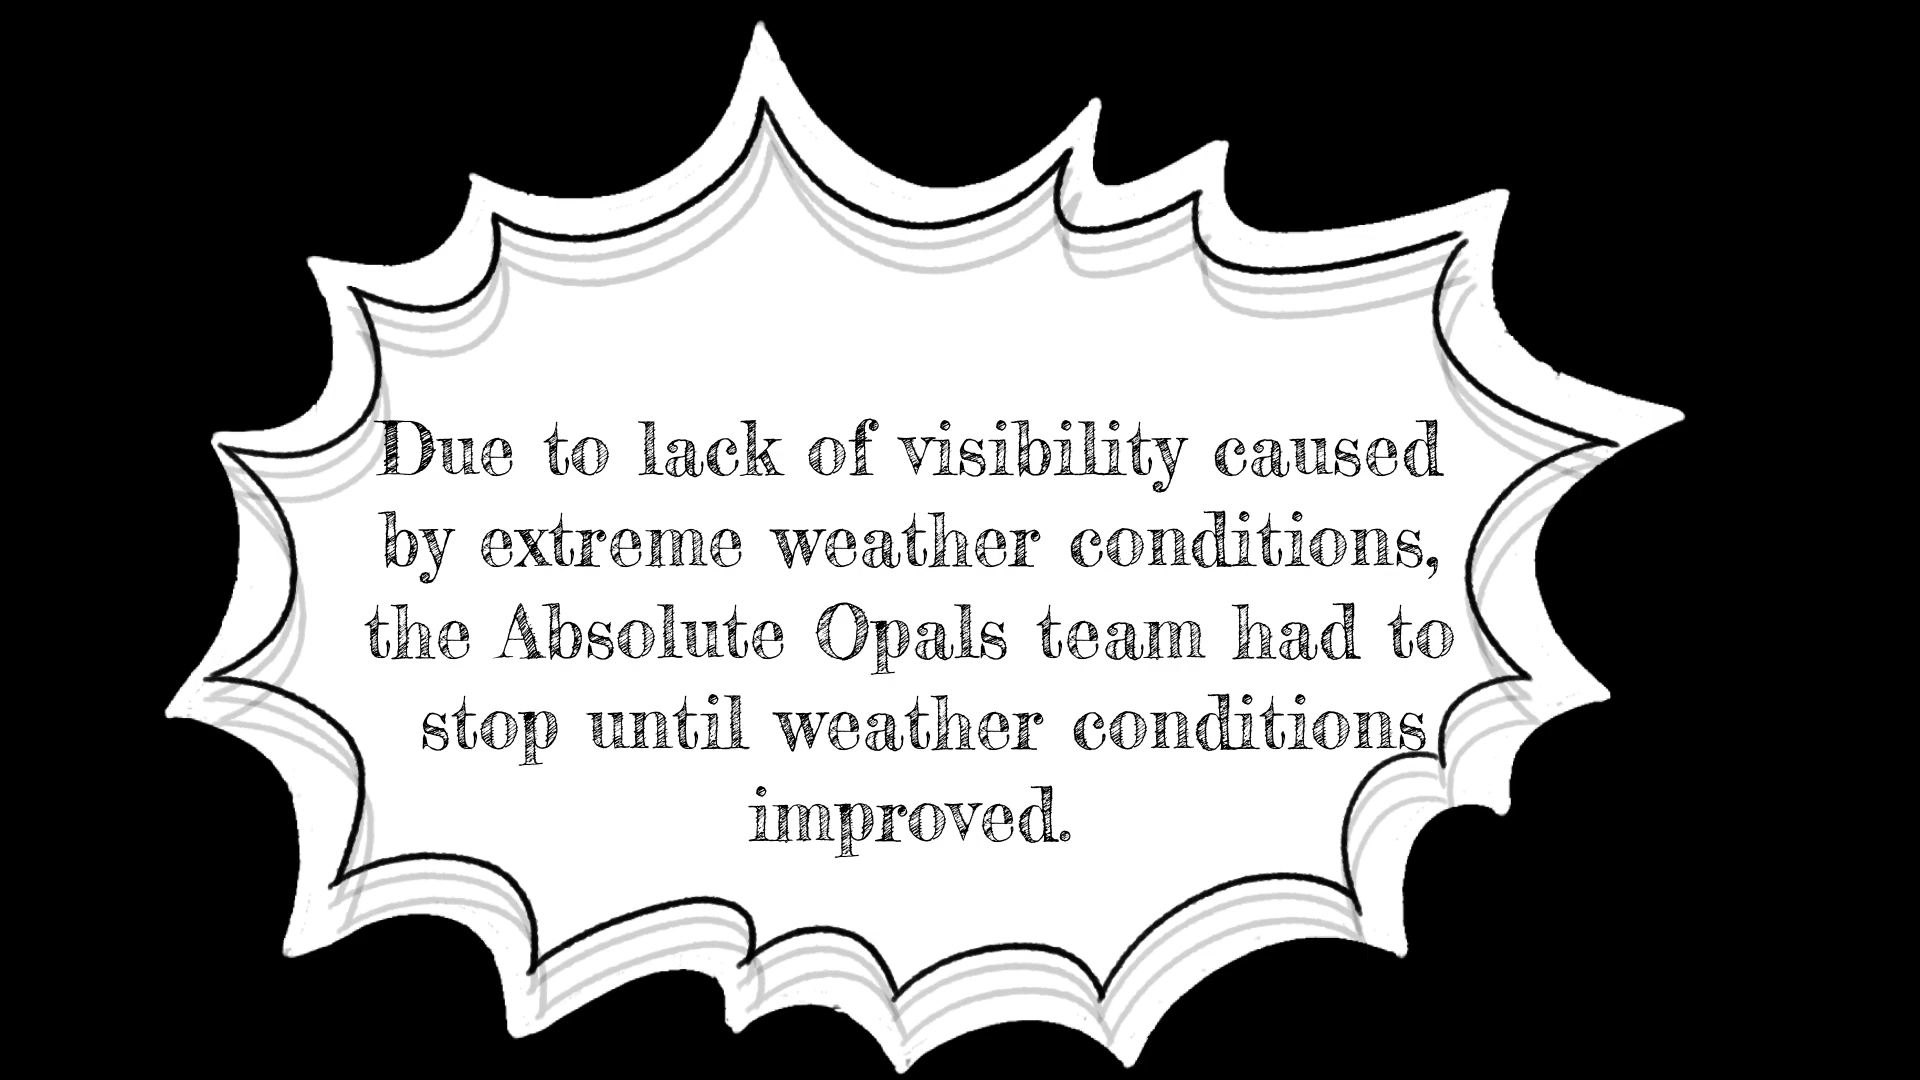 Due to lack of visibility caused
by extreme weather conditions,
the Absolute Opals team had to
stop until weather conditions
improved.